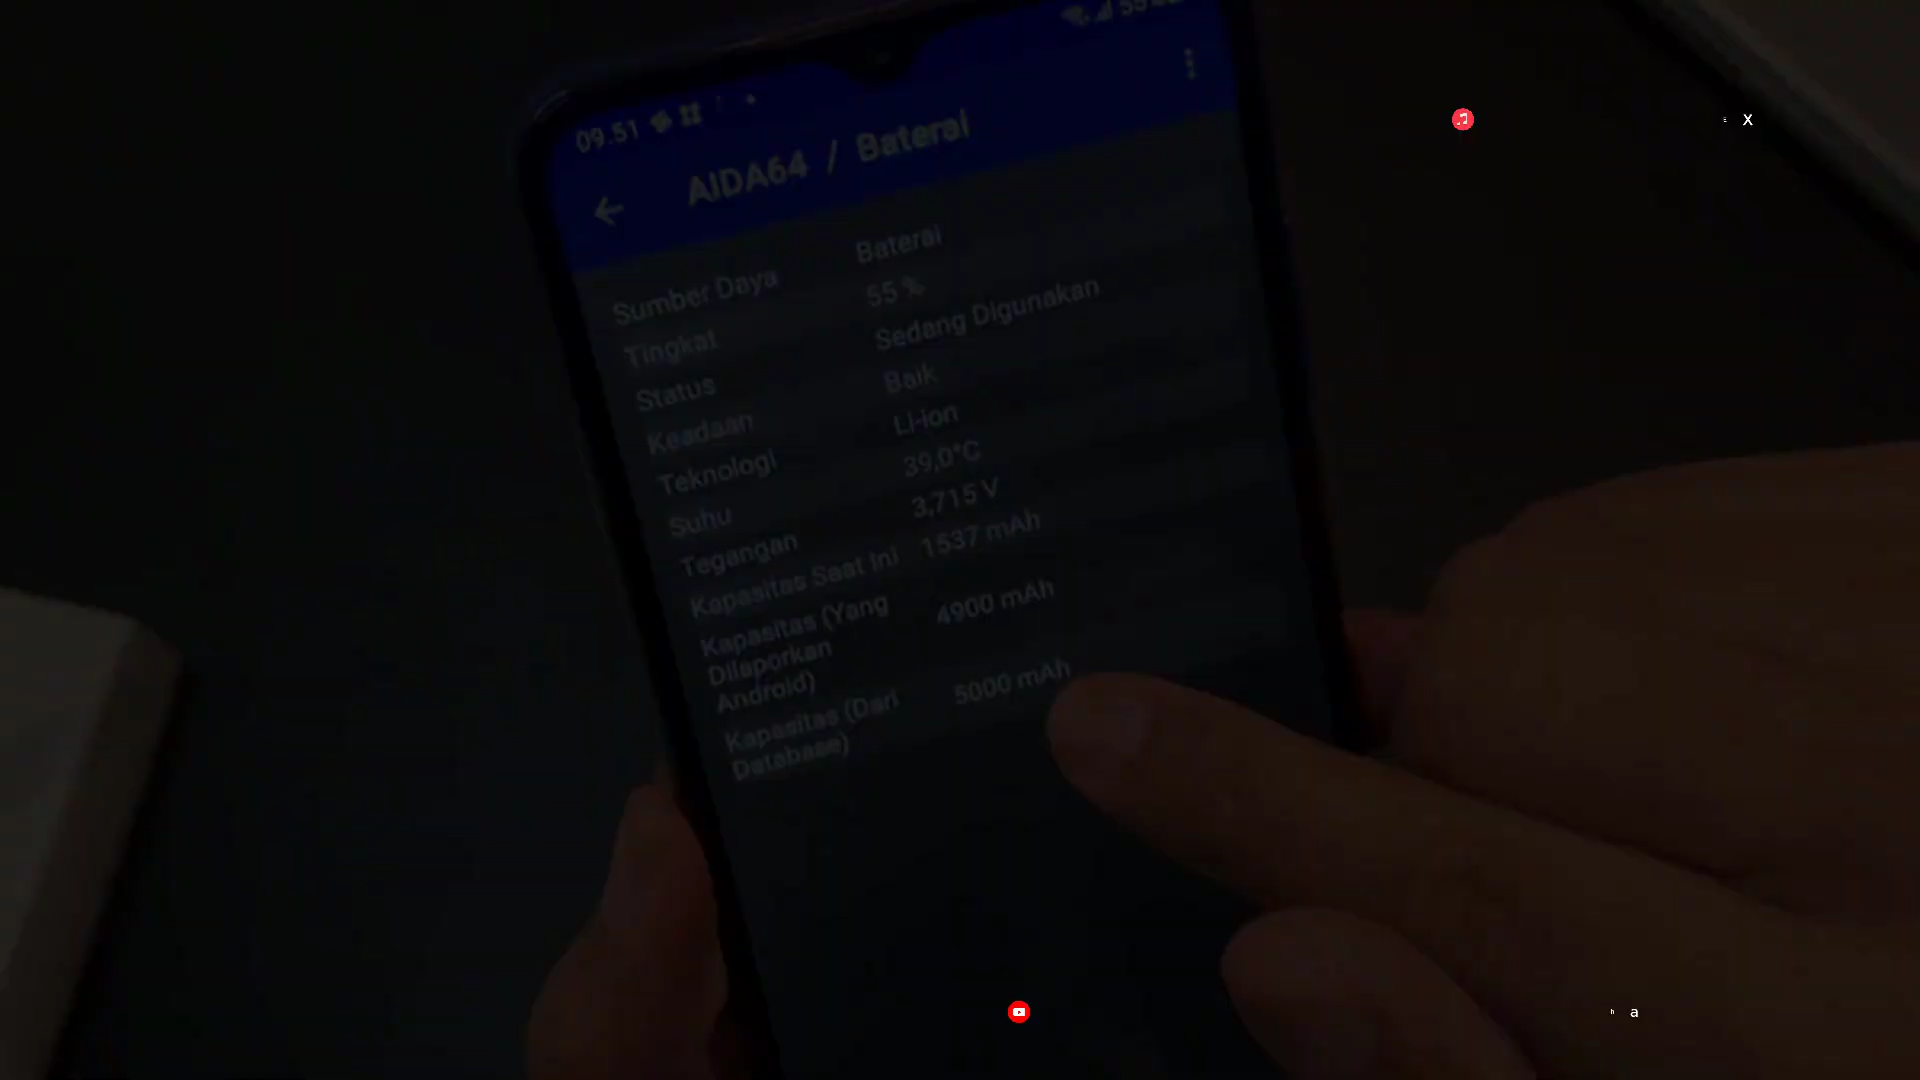 09.51
AIDA64 / Baterai
Sumber Daya Baterai
Tingkat 55 %
Status Sedang Digunakan
Keadaan Baik
Teknologi Li-ion
Suhu 39,0°C
Tegangan 3,715 V
Kapasitas Saat Ini 1537 mAh
Kapasitas (Yang
Dilaporkan
Android) 4900 mAh
Kapasitas (Dari
Database) 5000 mAh
X
a